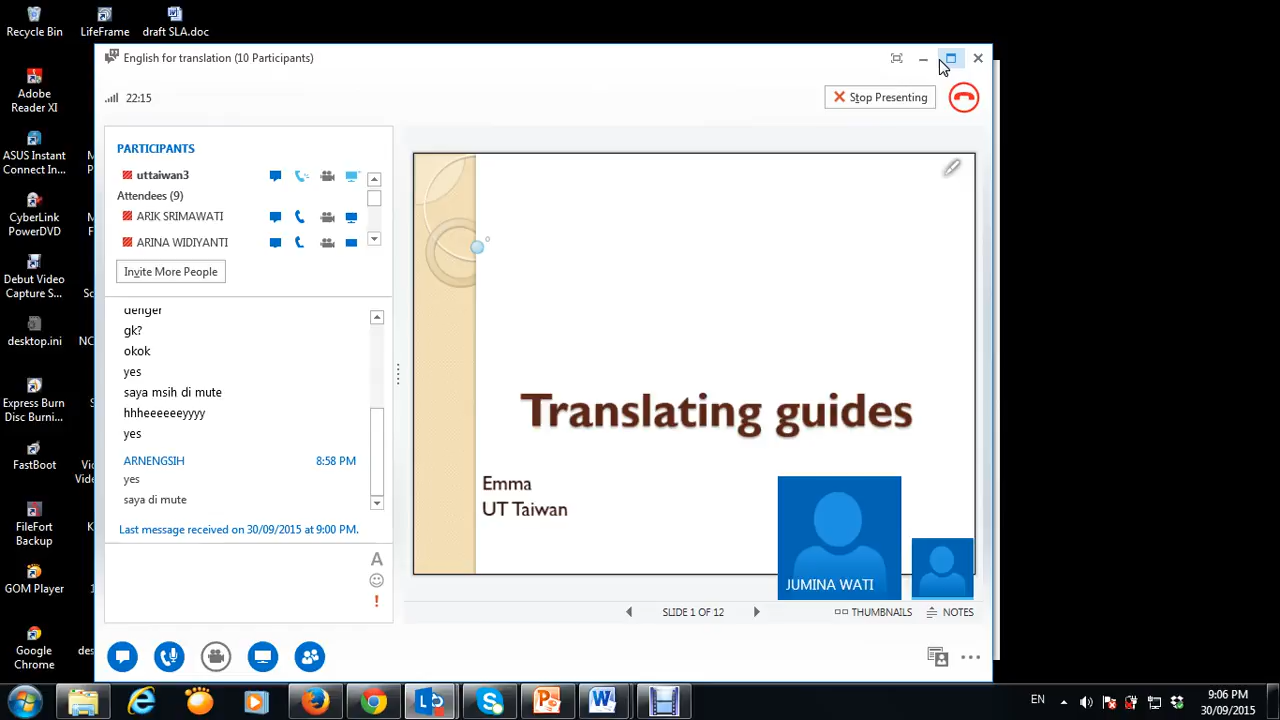 Recycle Bin
LifeFrame
draft SLA.doc
Adobe
Reader XI
ASUS Instant
Connect In...
CyberLink
PowerDVD
Debut Video
Capture S...
desktop.ini
Express Burn
Disc Burni...
FastBoot
FileFort
Backup
GOM Player
Google
Chrome
English for translation (10 Participants)
22:15
Stop Presenting
PARTICIPANTS
uttaiwan3
Attendees (9)
ARIK SRIMAWATI
ARINA WIDIYANTI
Invite More People
denger
gk?
okok
yes
saya msih di mute
hhheeeeeeyyyy
yes
ARNENGSIH 8:58 PM
yes
saya di mute
Last message received on 30/09/2015 at 9:00 PM.
A
!
Translating guides
Emma
UT Taiwan
JUMINA WATI
SLIDE 1 OF 12
THUMBNAILS
NOTES
EN
9:06 PM
30/09/2015